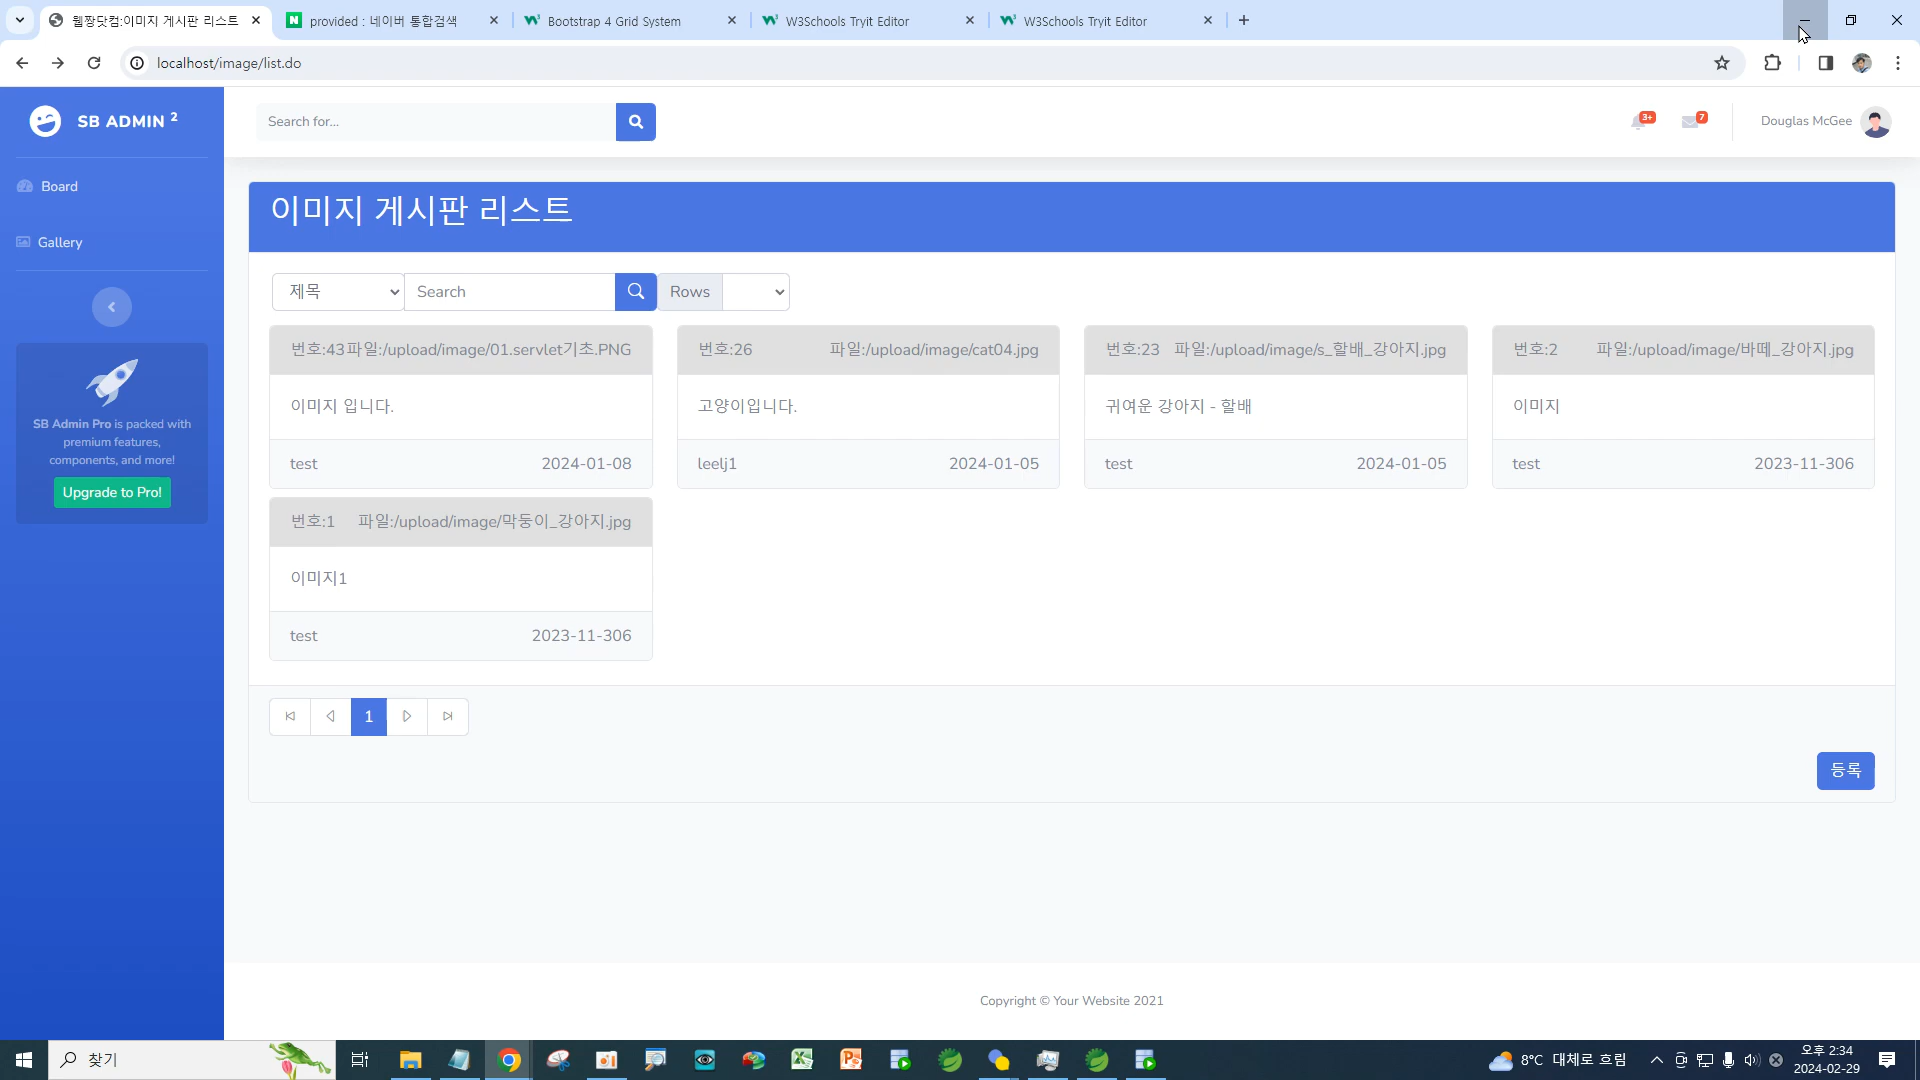 웹짱닷컴:이미지 게시판 리스트
provided : 네이버 통합검색
Bootstrap 4 Grid System
W3Schools Tryit Editor
W3Schools Tryit Editor
localhost/image/list.do
SB ADMIN 2
Search for...
3+
7
Douglas McGee
Board
Gallery
SB Admin Pro is packed with
premium features,
components, and more!
Upgrade to Pro!
이미지 게시판 리스트
제목
Search
Rows
번호:43 파일:/upload/image/01.servlet기초.PNG
이미지 입니다.
test 2024-01-08
번호:26 파일:/upload/image/cat04.jpg
고양이입니다.
leelj1 2024-01-05
번호:23 파일:/upload/image/s_할배_강아지.jpg
귀여운 강아지 - 할배
test 2024-01-05
번호:2 파일:/upload/image/바떼_강아지.jpg
이미지
test 2023-11-306
번호:1 파일:/upload/image/막둥이_강아지.jpg
이미지1
test 2023-11-306
1
등록
Copyright © Your Website 2021
찾기
8°C 대체로 흐림
오후 2:34
2024-02-29